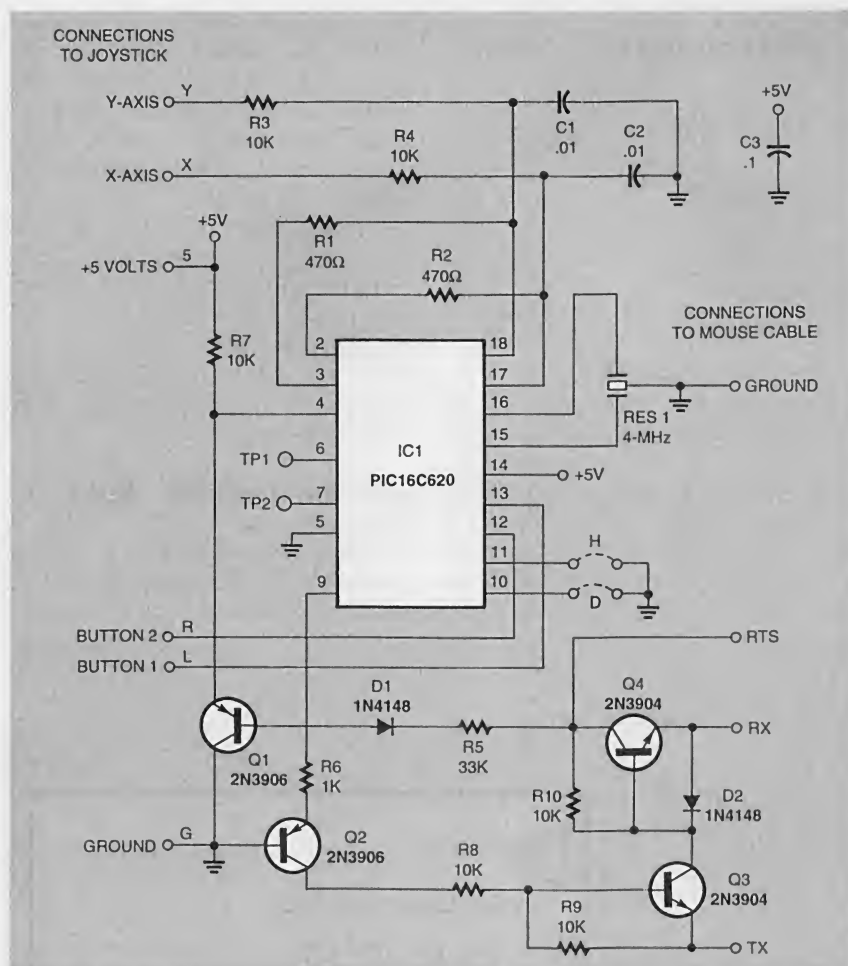 CONNECTIONS
TO JOYSTICK
Y-AXIS Y
R3
10K
R4
10K
C1
.01
C2
.01
+5V
C3
.1
X-AXIS X
+5V
R1
470Ω
+5 VOLTS 5
R2
470Ω
CONNECTIONS
TO MOUSE CABLE
R7
10K
2
18
3
17
4
16
GROUND
RES 1
4-MHz
15
TP1
6
IC1
PIC16C620
14
+5V
TP2
7
13
5
12
11
H
9
10
D
BUTTON 2 R
RTS
BUTTON 1 L
D1
1N4148
Q4
2N3904
RX
Q1
2N3906
R5
33K
R6
1K
R10
10K
D2
1N4148
GROUND G
Q2
2N3906
R8
10K
Q3
2N3904
R9
10K
TX